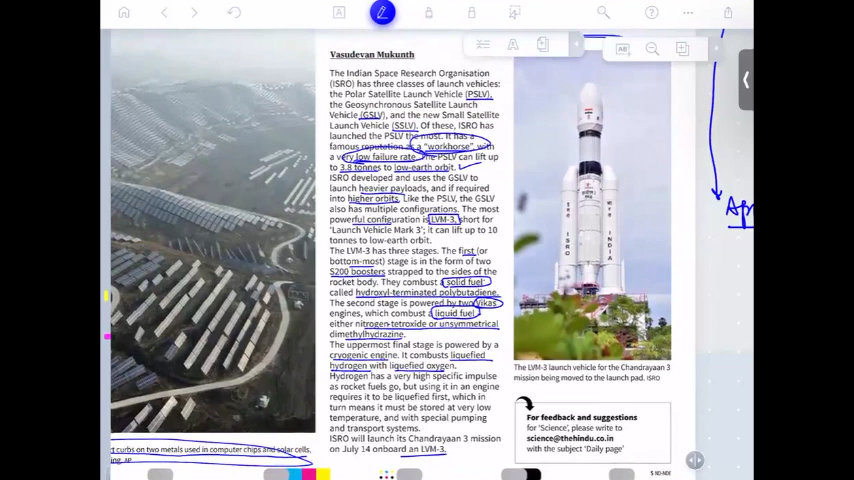 Vasudevan Mukunth
The Indian Space Research Organisation
(ISRO) has three classes of launch vehicles:
the Polar Satellite Launch Vehicle (PSLV),
the Geosynchronous Satellite Launch
Vehicle (GSLV), and the new Small Satellite
Launch Vehicle (SSLV). Of these, ISRO has
launched the PSLV the most. It has a
famous reputation as a "workhorse", with
a very low failure rate. The PSLV can lift up
to 3.8 tonnes to low-earth orbit.
ISRO developed and uses the GSLV to
launch heavier payloads, and if required
into higher orbits. Like the PSLV, the GSLV
also has multiple configurations. The most
powerful configuration is LVM-3, short for
'Launch Vehicle Mark 3'; it can lift up to 10
tonnes to low-earth orbit.
The LVM-3 has three stages. The first (or
bottom-most) stage is in the form of two
S200 boosters strapped to the sides of the
rocket body. They combust a solid fuel
called hydroxyl-terminated polybutadiene.
The second stage is powered by two Vikas
engines, which combust a liquid fuel,
either nitrogen-tetroxide or unsymmetrical
dimethylhydrazine.
The uppermost final stage is powered by a
cryogenic engine. It combusts liquefied
hydrogen with liquefied oxygen.
Hydrogen has a very high specific impulse
as rocket fuels go, but using it in an engine
requires it to be liquefied first, which in
turn means it must be stored at very low
temperature, and with special pumping
and transport systems.
ISRO will launch its Chandrayaan 3 mission
on July 14 onboard an LVM-3.
ISRO
INDIA
The LVM-3 launch vehicle for the Chandrayaan 3
mission being moved to the launch pad. ISRO
For feedback and suggestions
for 'Science', please write to
science@thehindu.co.in
with the subject 'Daily page'
t curbs on two metals used in computer chips and solar cells,
ing. AP
5 ND-NDE